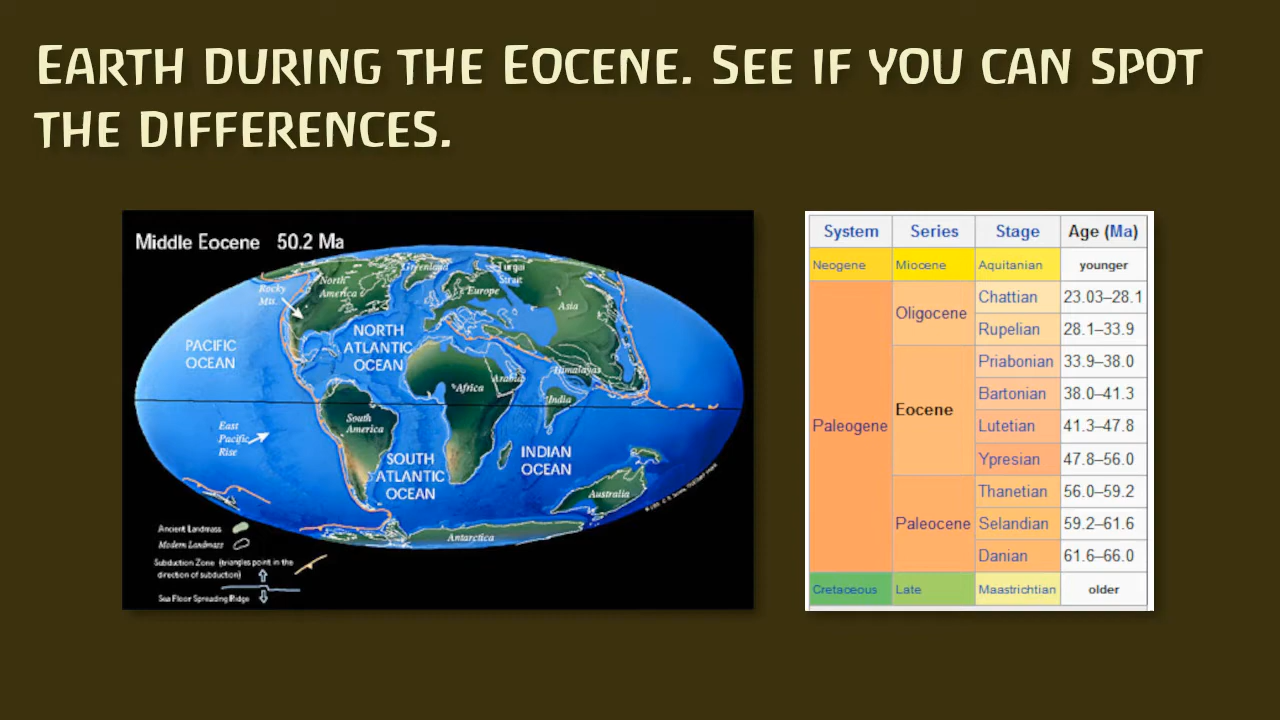 Earth during the Eocene. See if you can spot
the differences.
Middle Eocene 50.2 Ma
Greenland
Turgai
Strait
North
America
Rocky
Mts.
Europe
Asia
PACIFIC
OCEAN
NORTH
ATLANTIC
OCEAN
Africa
Arabia
Himalayas
India
South
America
East
Pacific
Rise
SOUTH
ATLANTIC
OCEAN
INDIAN
OCEAN
Australia
Antarctica
Ancient Landmass
Modern Landmass
Subduction Zone (triangles point in the
direction of subduction)
Sea Floor Spreading Ridge
System Series Stage Age (Ma)
Neogene Miocene Aquitanian younger
Paleogene Oligocene Chattian 23.03–28.1
Rupelian 28.1–33.9
Eocene Priabonian 33.9–38.0
Bartonian 38.0–41.3
Lutetian 41.3–47.8
Ypresian 47.8–56.0
Paleocene Thanetian 56.0–59.2
Selandian 59.2–61.6
Danian 61.6–66.0
Cretaceous Late Maastrichtian older